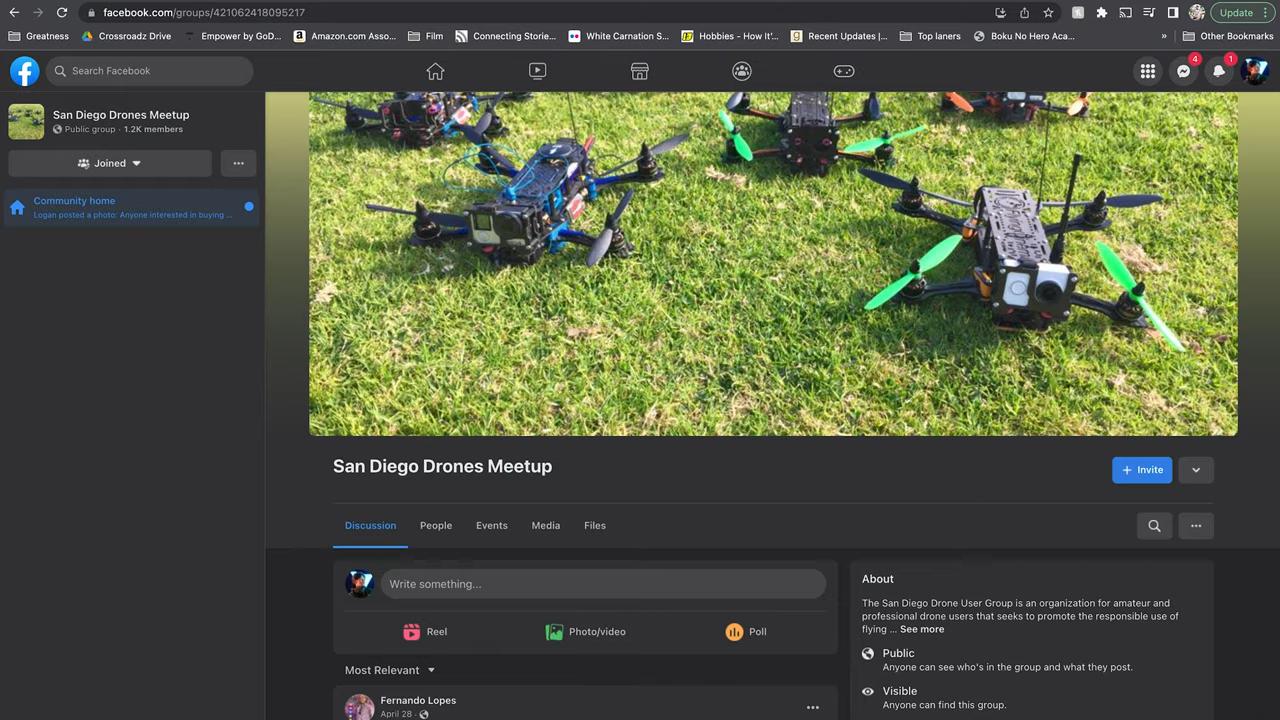 facebook.com/groups/421062418095217
Update
Greatness
Crossroadz Drive
Empower by GoD...
Amazon.com Asso...
Film
Connecting Storie...
White Carnation S...
Hobbies - How It'...
Recent Updates |...
Top laners
Boku No Hero Aca...
»
Other Bookmarks
Search Facebook
4
1
San Diego Drones Meetup
Public group · 1.2K members
Joined
Community home
Logan posted a photo: Anyone interested in buying ...
San Diego Drones Meetup
+ Invite
Discussion
People
Events
Media
Files
Write something...
Reel
Photo/video
Poll
Most Relevant
Fernando Lopes
April 28 ·
About
The San Diego Drone User Group is an organization for amateur and
professional drone users that seeks to promote the responsible use of
flying ... See more
Public
Anyone can see who's in the group and what they post.
Visible
Anyone can find this group.